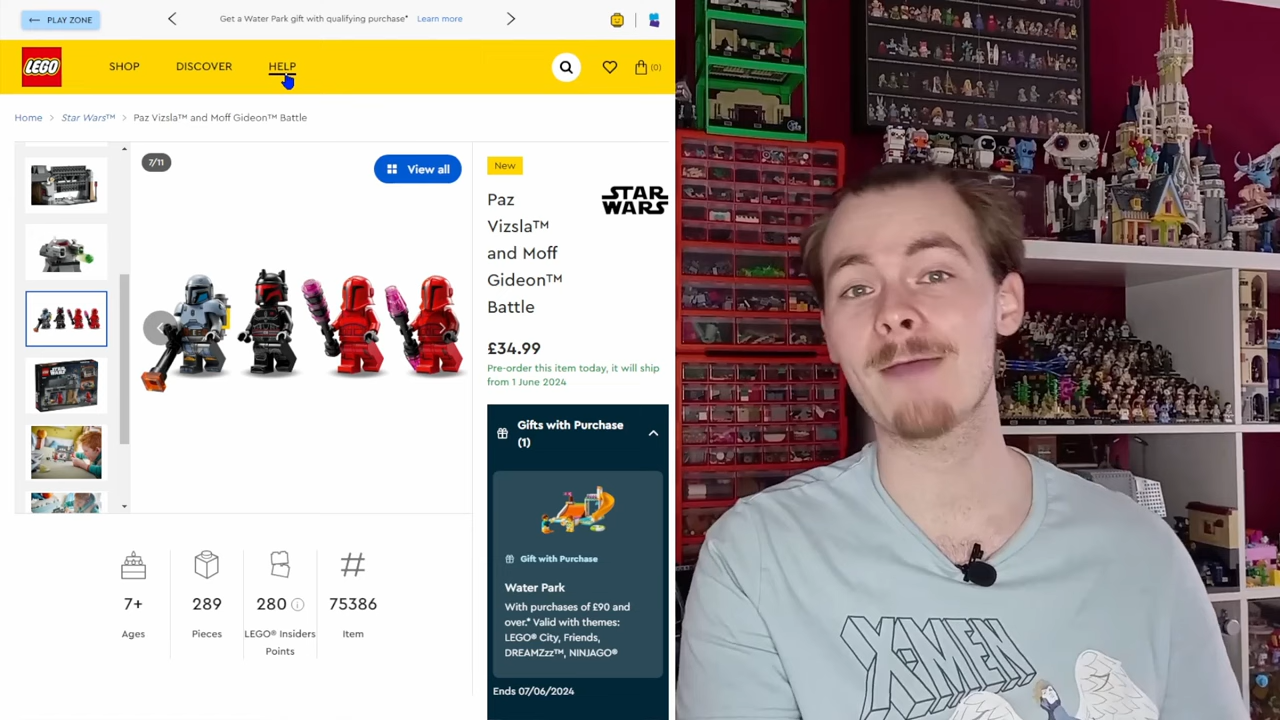 PLAY ZONE
Get a Water Park gift with qualifying purchase* Learn more
LEGO
SHOP DISCOVER HELP
(0)
Home > Star Wars™ > Paz Vizsla™ and Moff Gideon™ Battle
7/11
View all
New
Paz
Vizsla™
and Moff
Gideon™
Battle
STAR
WARS
£34.99
Pre-order this item today, it will ship
from 1 June 2024
Gifts with Purchase
(1)
Gift with Purchase
Water Park
With purchases of £90 and
over.* Valid with themes:
LEGO® City, Friends,
DREAMZzz™, NINJAGO®
Ends 07/06/2024
7+ 289 280 75386
Ages Pieces LEGO® Insiders Item
Points
X-MEN